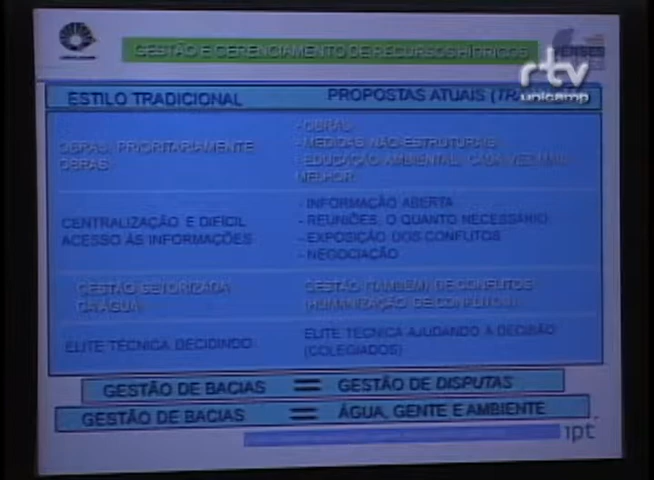 GESTÃO E GERENCIAMENTO DE RECURSOS HÍDRICOS
rtv
unicamp
ESTILO TRADICIONAL
PROPOSTAS ATUAIS
OBRAS, PRIORITARIAMENTE
OBRAS
- OBRAS
- MEDIDAS NÃO ESTRUTURAIS
- EDUCAÇÃO AMBIENTAL, CADA VEZ MAIS
MELHOR
CENTRALIZAÇÃO E DIFÍCIL
ACESSO ÀS INFORMAÇÕES
- INFORMAÇÃO ABERTA
- REUNIÕES, O QUANTO NECESSÁRIO
- EXPOSIÇÃO DOS CONFLITOS
- NEGOCIAÇÃO
GESTÃO SETORIZADA
DA ÁGUA
GESTÃO (TAMBÉM) DE CONFLITOS
(HUMANIZAÇÃO DE CONFLITOS)
ELITE TÉCNICA DECIDINDO
ELITE TÉCNICA AJUDANDO A DECISÃO
(COLEGIADOS)
GESTÃO DE BACIAS = GESTÃO DE DISPUTAS
GESTÃO DE BACIAS = ÁGUA, GENTE E AMBIENTE
ipt